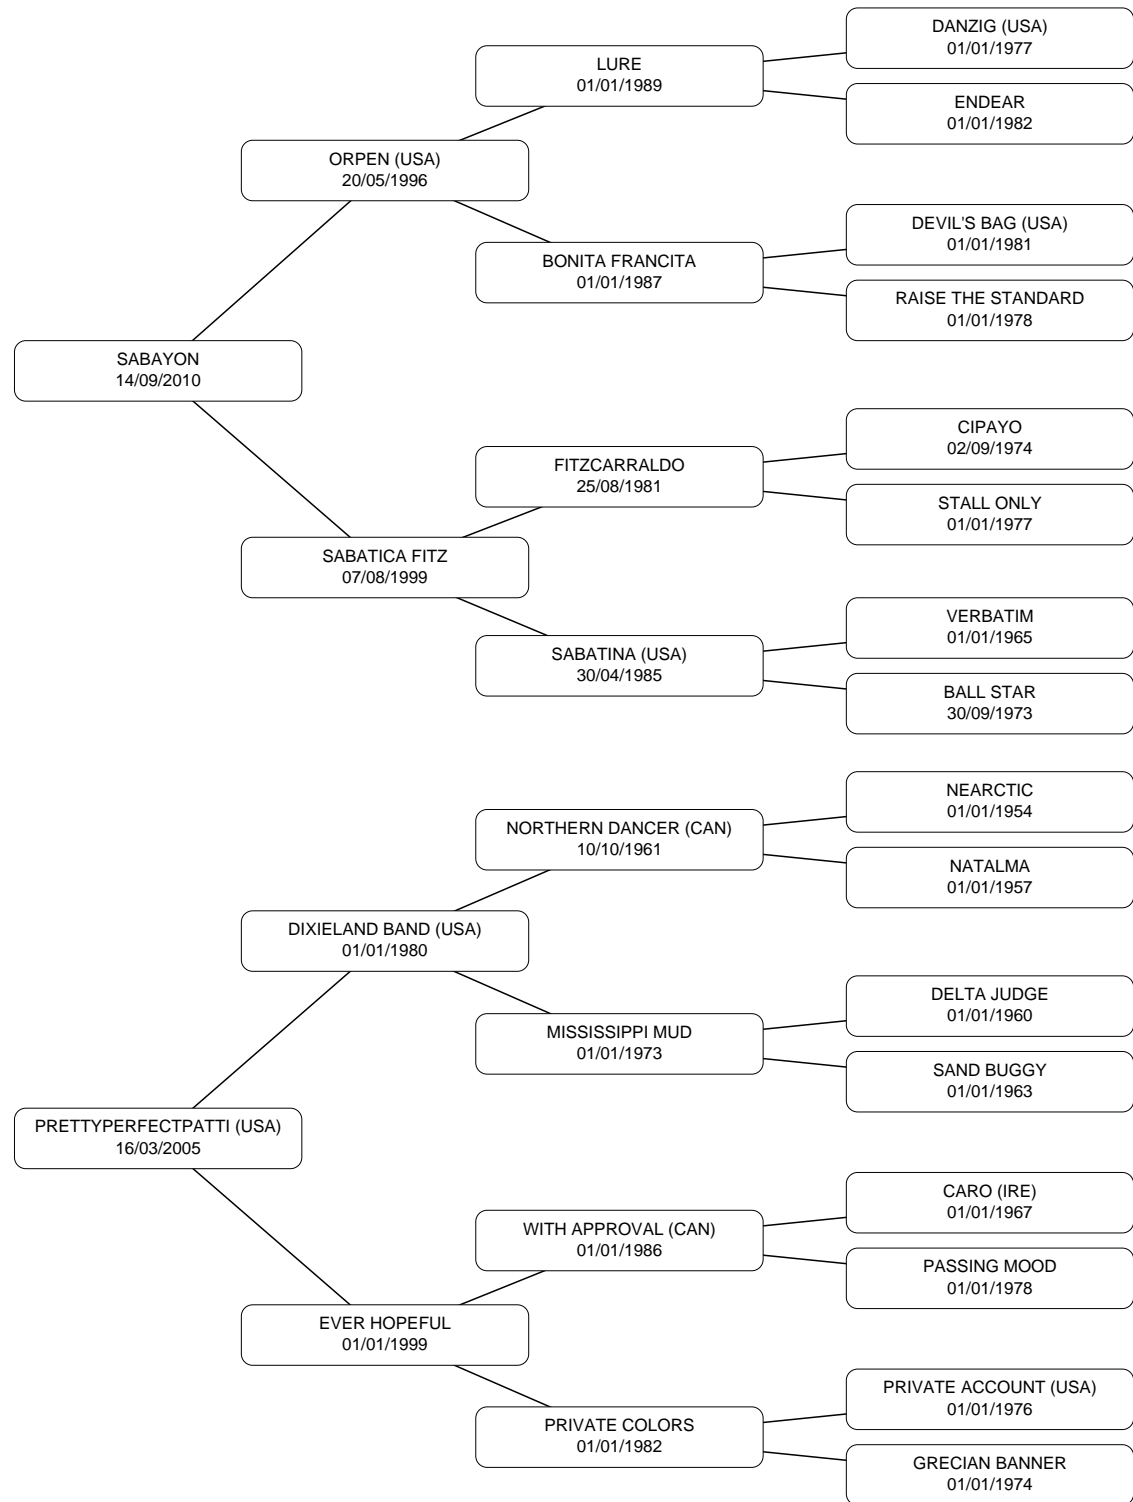 DANZIG (USA)
01/01/1977
LURE
01/01/1989
ENDEAR
01/01/1982
ORPEN (USA)
20/05/1996
DEVIL'S BAG (USA)
01/01/1981
BONITA FRANCITA
01/01/1987
RAISE THE STANDARD
01/01/1978
SABAYON
14/09/2010
CIPAYO
02/09/1974
FITZCARRALDO
25/08/1981
STALL ONLY
01/01/1977
SABATICA FITZ
07/08/1999
VERBATIM
01/01/1965
SABATINA (USA)
30/04/1985
BALL STAR
30/09/1973
NEARCTIC
01/01/1954
NORTHERN DANCER (CAN)
10/10/1961
NATALMA
01/01/1957
DIXIELAND BAND (USA)
01/01/1980
DELTA JUDGE
01/01/1960
MISSISSIPPI MUD
01/01/1973
SAND BUGGY
01/01/1963
PRETTYPERFECTPATTI (USA)
16/03/2005
CARO (IRE)
01/01/1967
WITH APPROVAL (CAN)
01/01/1986
PASSING MOOD
01/01/1978
EVER HOPEFUL
01/01/1999
PRIVATE ACCOUNT (USA)
01/01/1976
PRIVATE COLORS
01/01/1982
GRECIAN BANNER
01/01/1974